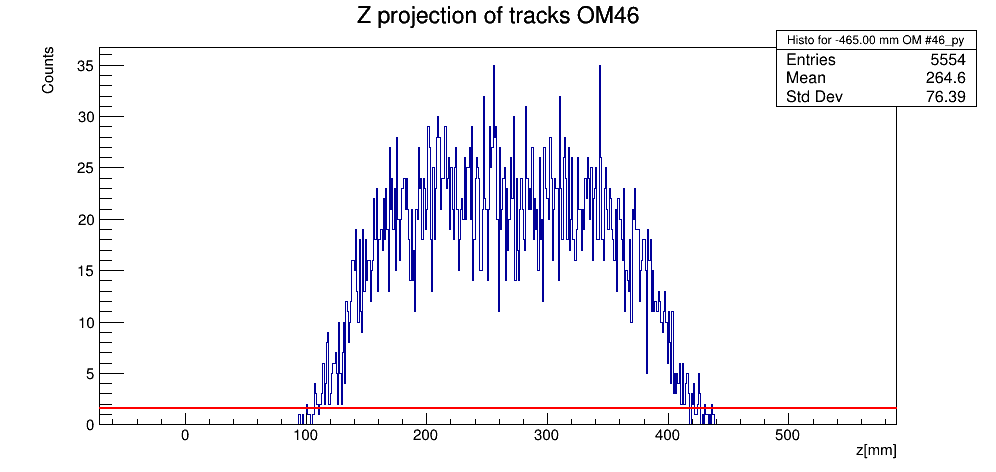 Z projection of tracks OM46
Histo for -465.00 mm OM #46_py
Entries 5554
Mean 264.6
Std Dev 76.39
Counts
35
30
25
20
15
10
5
0
0 100 200 300 400 500
z[mm]